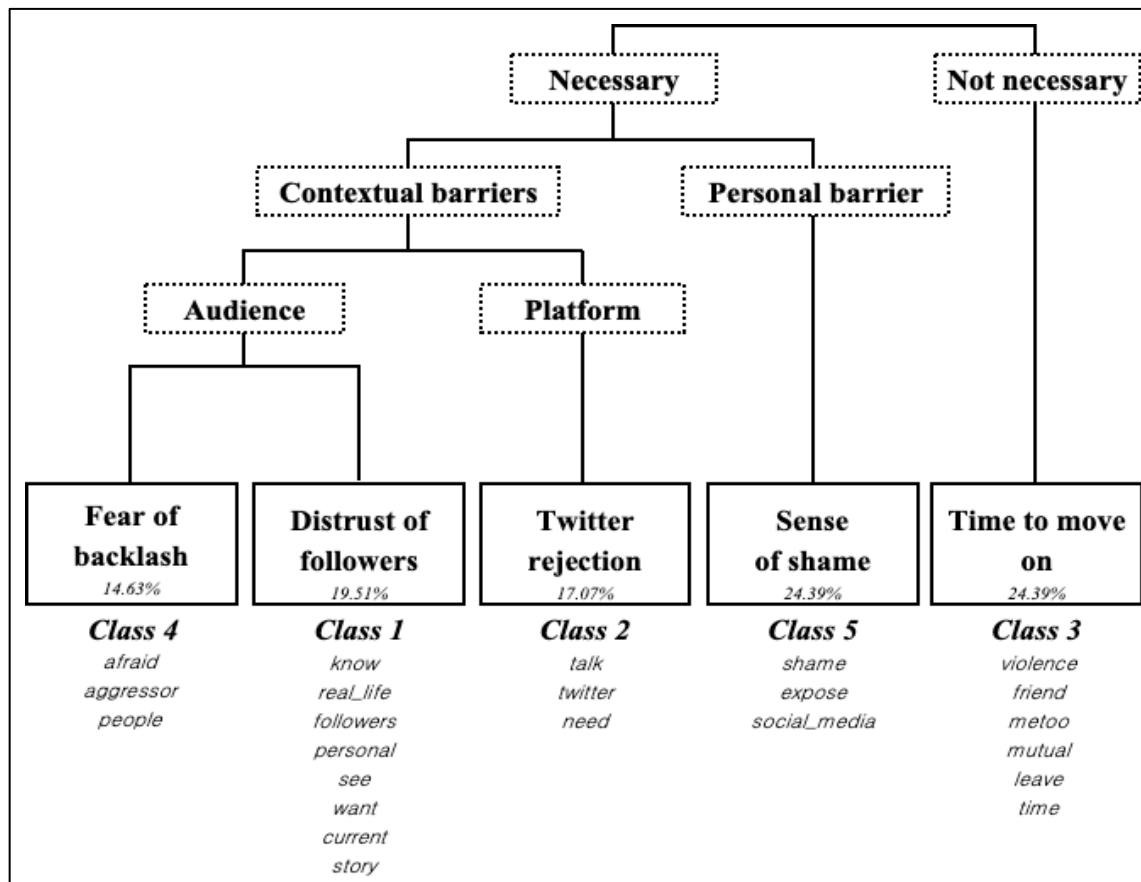 Necessary
Not necessary
Contextual barriers
Personal barrier
Audience
Platform
Fear of
backlash
14.63%
Class 4
afraid
aggressor
people
Distrust of
followers
19.51%
Class 1
know
real_life
followers
personal
see
want
current
story
Twitter
rejection
17.07%
Class 2
talk
twitter
need
Sense
of shame
24.39%
Class 5
shame
expose
social_media
Time to move
on
24.39%
Class 3
violence
friend
metoo
mutual
leave
time